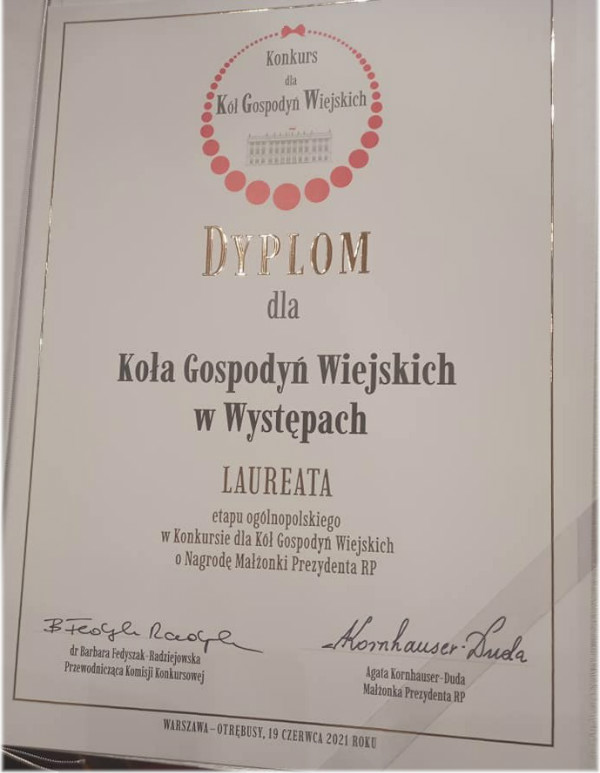 Konkurs
dla
Kół Gospodyń Wiejskich
DYPLOM
dla
Koła Gospodyń Wiejskich
w Występach
LAUREATA
etapu ogólnopolskiego
w Konkursie dla Kół Gospodyń Wiejskich
o Nagrodę Małżonki Prezydenta RP
AKornhauser-Duda
dr Barbara Fedyszak-Radziejowska
Przewodnicząca Komisji Konkursowej
Agata Kornhauser-Duda
Małżonka Prezydenta RP
WARSZAWA – OTRĘBUSY, 19 CZERWCA 2021 ROKU